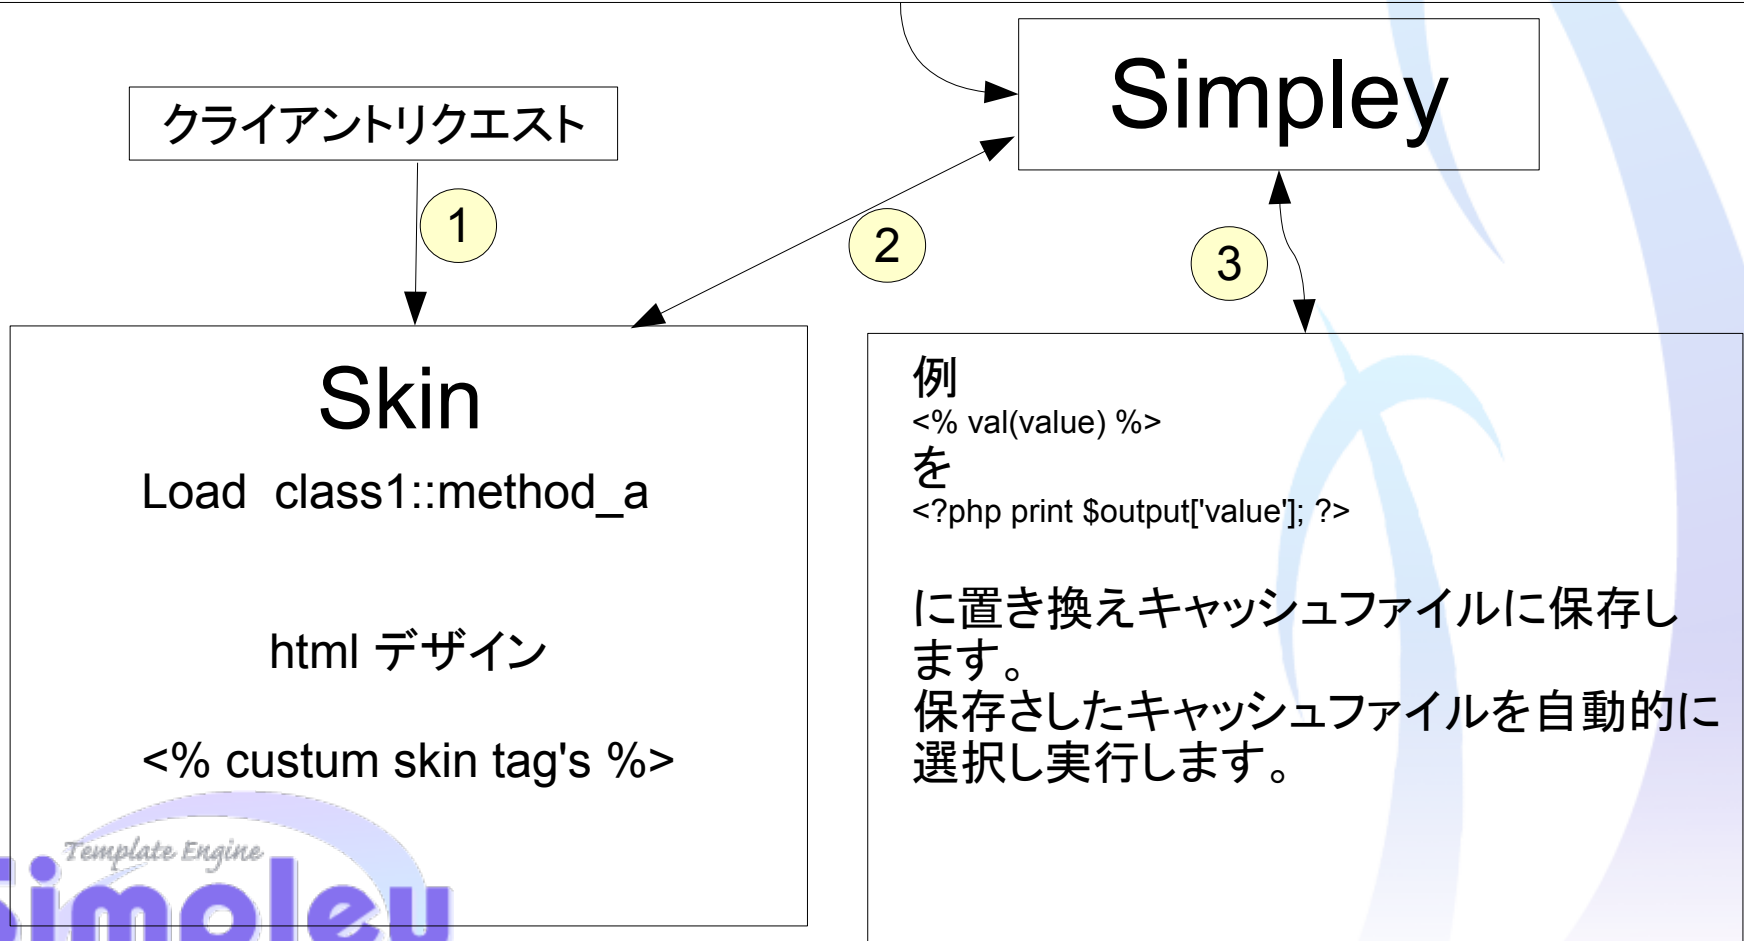 クライアントリクエスト
Simpley
1
2
3
Skin
Load class1::method_a
html デザイン
<% custum skin tag's %>
例
<% val(value) %>
を
<?php print $output['value']; ?>
に置き換えキャッシュファイルに保存し
ます。
保存さしたキャッシュファイルを自動的に
選択し実行します。
Template Engine
Simpley